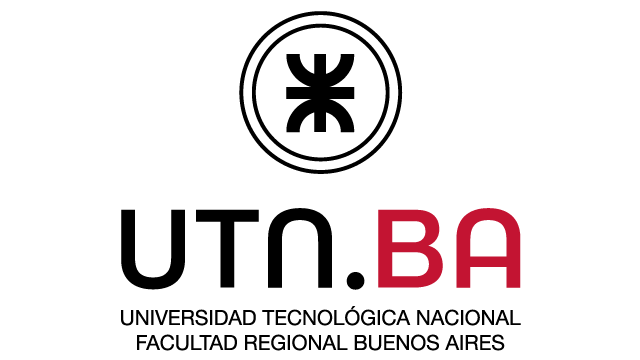 UTN.BA
UNIVERSIDAD TECNOLÓGICA NACIONAL
FACULTAD REGIONAL BUENOS AIRES